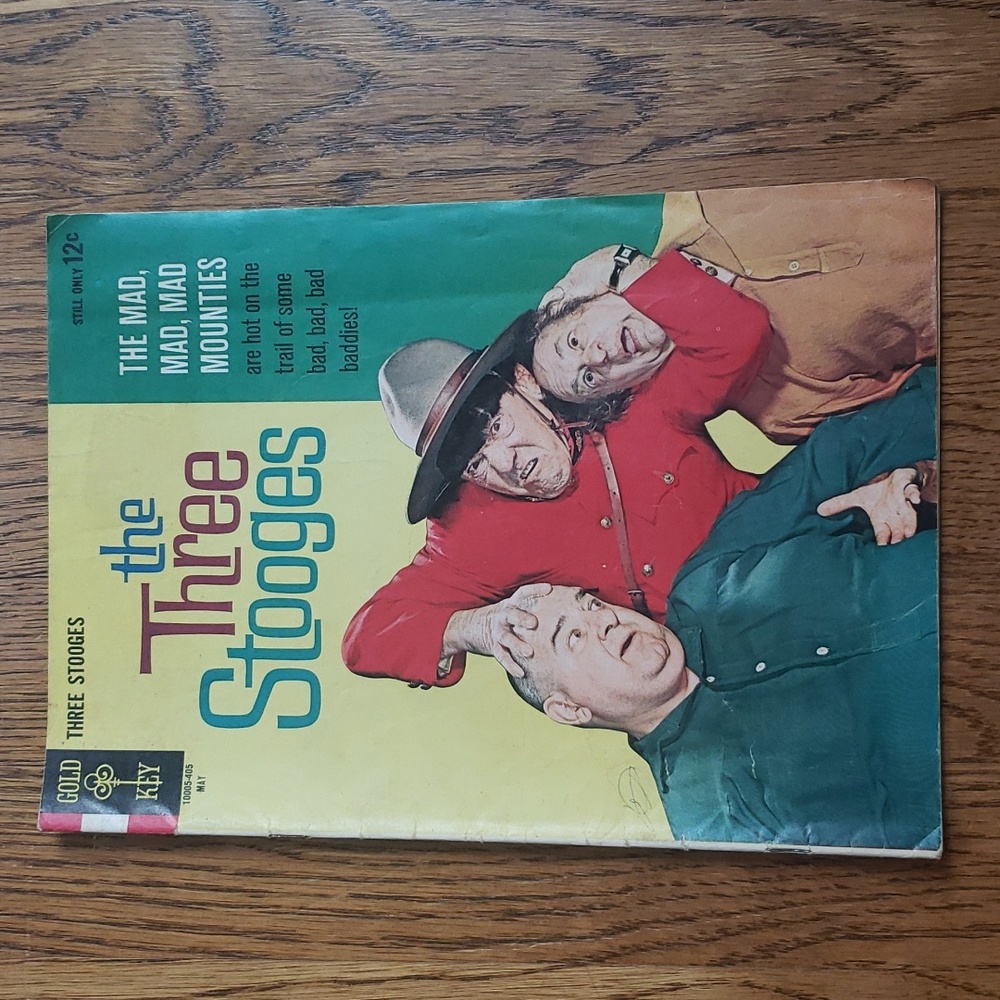 GOLD
KEY
THREE STOOGES
STILL ONLY 12c
10005-405
MAY
the
Three
Stooges
THE MAD,
MAD, MAD
MOUNTIES
are hot on the
trail of some
bad, bad, bad
baddies!